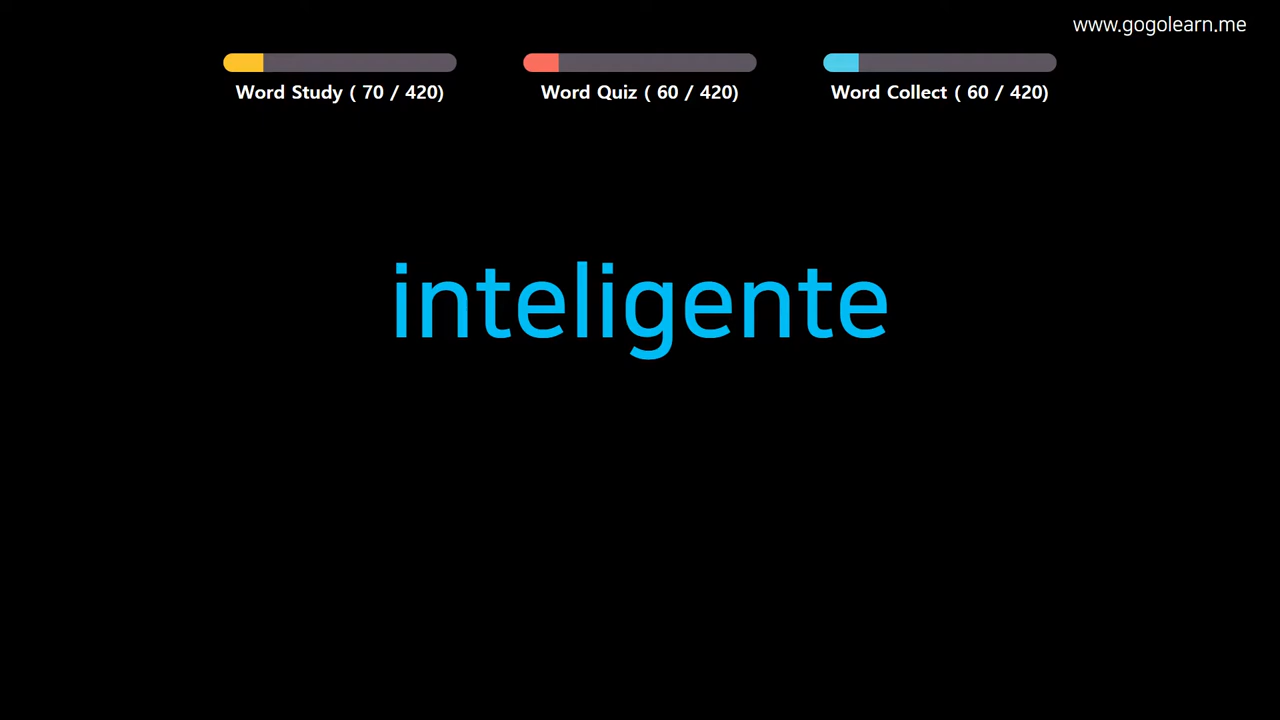 www.gogolearn.me
Word Study ( 70 / 420)
Word Quiz ( 60 / 420)
Word Collect ( 60 / 420)
inteligente